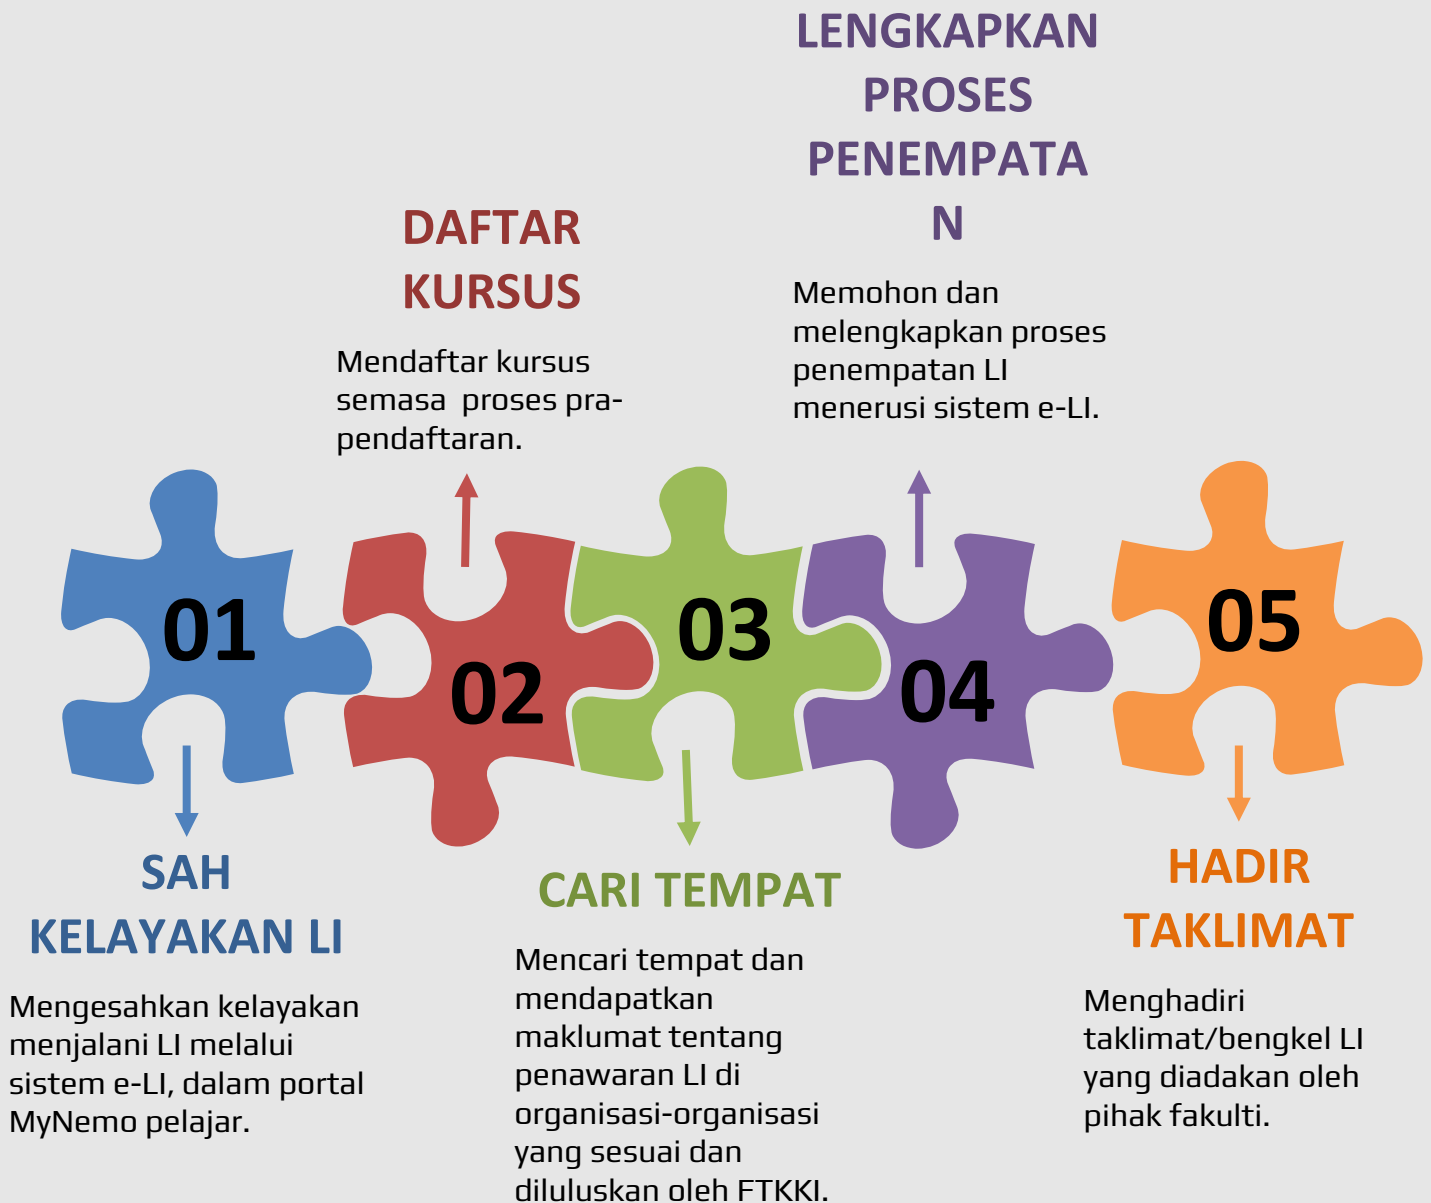 01
SAH
KELAYAKAN LI
Mengesahkan kelayakan
menjalani LI melalui
sistem e-LI, dalam portal
MyNemo pelajar.
DAFTAR
KURSUS
Mendaftar kursus
semasa  proses pra-
pendaftaran.
02
03
CARI TEMPAT
Mencari tempat dan
mendapatkan
maklumat tentang
penawaran LI di
organisasi-organisasi
yang sesuai dan
diluluskan oleh FTKKI.
LENGKAPKAN
PROSES
PENEMPATA
N
Memohon dan
melengkapkan proses
penempatan LI
menerusi sistem e-LI.
04
05
HADIR
TAKLIMAT
Menghadiri
taklimat/bengkel LI
yang diadakan oleh
pihak fakulti.